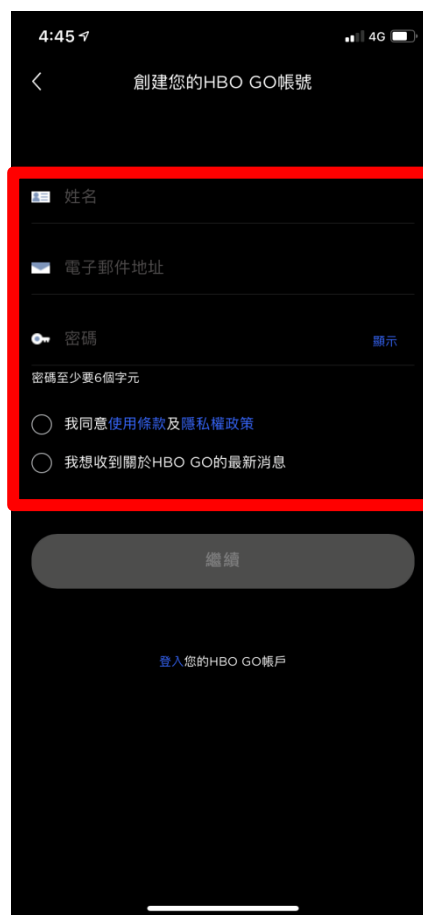 4:45 4G
創建您的HBO GO帳號
姓名
電子郵件地址
密碼 顯示
密碼至少要6個字元
我同意使用條款及隱私權政策
我想收到關於HBO GO的最新消息
繼續
登入您的HBO GO帳戶